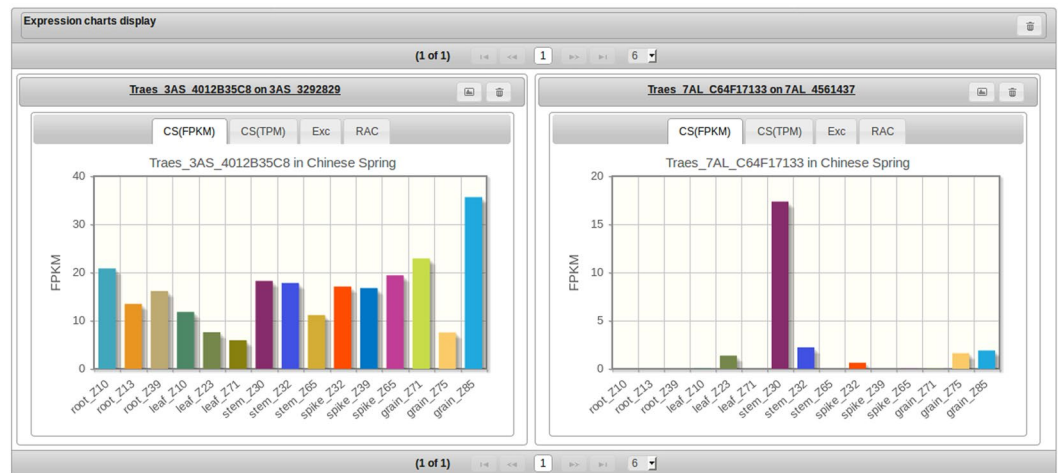 Expression charts display
(1 of 1) 1 6
Traes_3AS_4012B35C8 on 3AS_3292829
CS(FPKM) CS(TPM) Exc RAC
Traes_3AS_4012B35C8 in Chinese Spring
40
30
20
10
0
FPKM
root_Z10 root_Z13 root_Z39 leaf_Z10 leaf_Z23 leaf_Z71 stem_Z30 stem_Z32 stem_Z65 spike_Z32 spike_Z39 spike_Z65 grain_Z71 grain_Z75 grain_Z85
Traes_7AL_C64F17133 on 7AL_4561437
CS(FPKM) CS(TPM) Exc RAC
Traes_7AL_C64F17133 in Chinese Spring
20
15
10
5
0
FPKM
root_Z10 root_Z13 root_Z39 leaf_Z10 leaf_Z23 leaf_Z71 stem_Z30 stem_Z32 stem_Z65 spike_Z32 spike_Z39 spike_Z65 grain_Z71 grain_Z75 grain_Z85
(1 of 1) 1 6